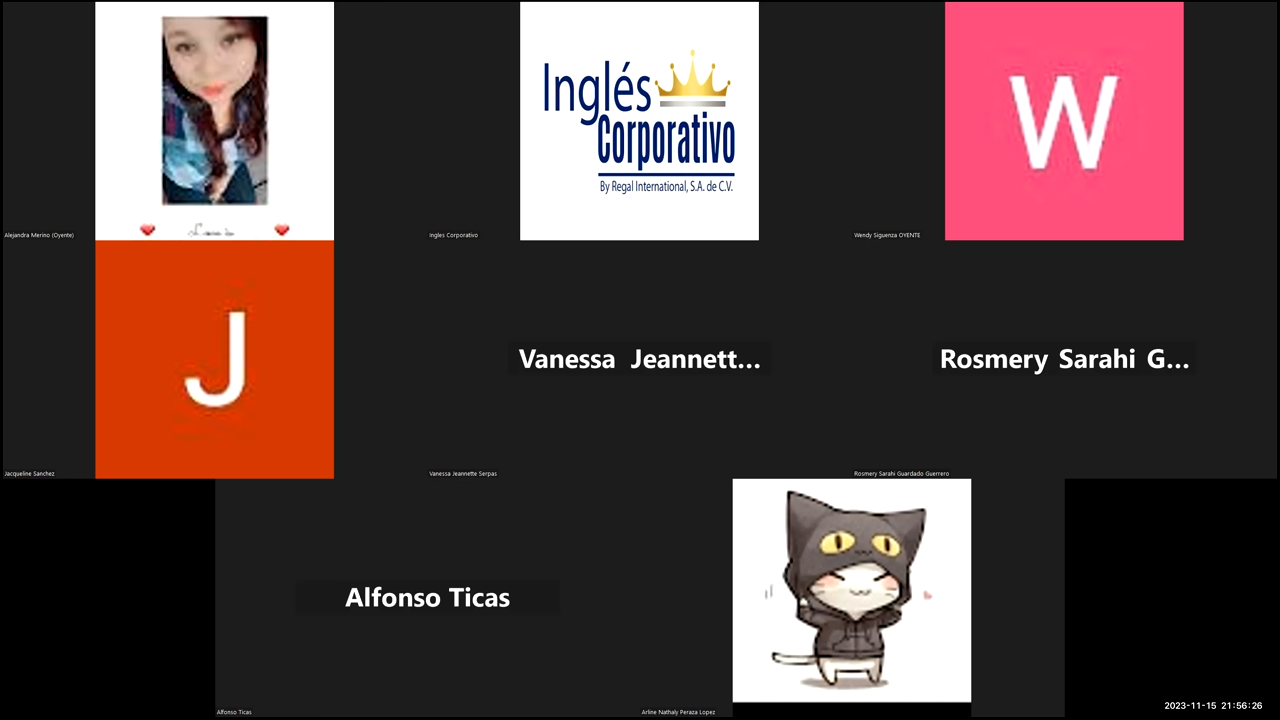 Inglés
Corporativo
By Regal International, S.A. de C.V.
W
Alejandra Merino (Oyente)
Ingles Corporativo
Wendy Siguenza OYENTE
J
Vanessa Jeannett...
Rosmery Sarahi G...
Jacqueline Sanchez
Vanessa Jeannette Serpas
Rosmery Sarahi Guardado Guerrero
Alfonso Ticas
Alfonso Ticas
Arline Nathaly Peraza Lopez
2023-11-15 21:56:26